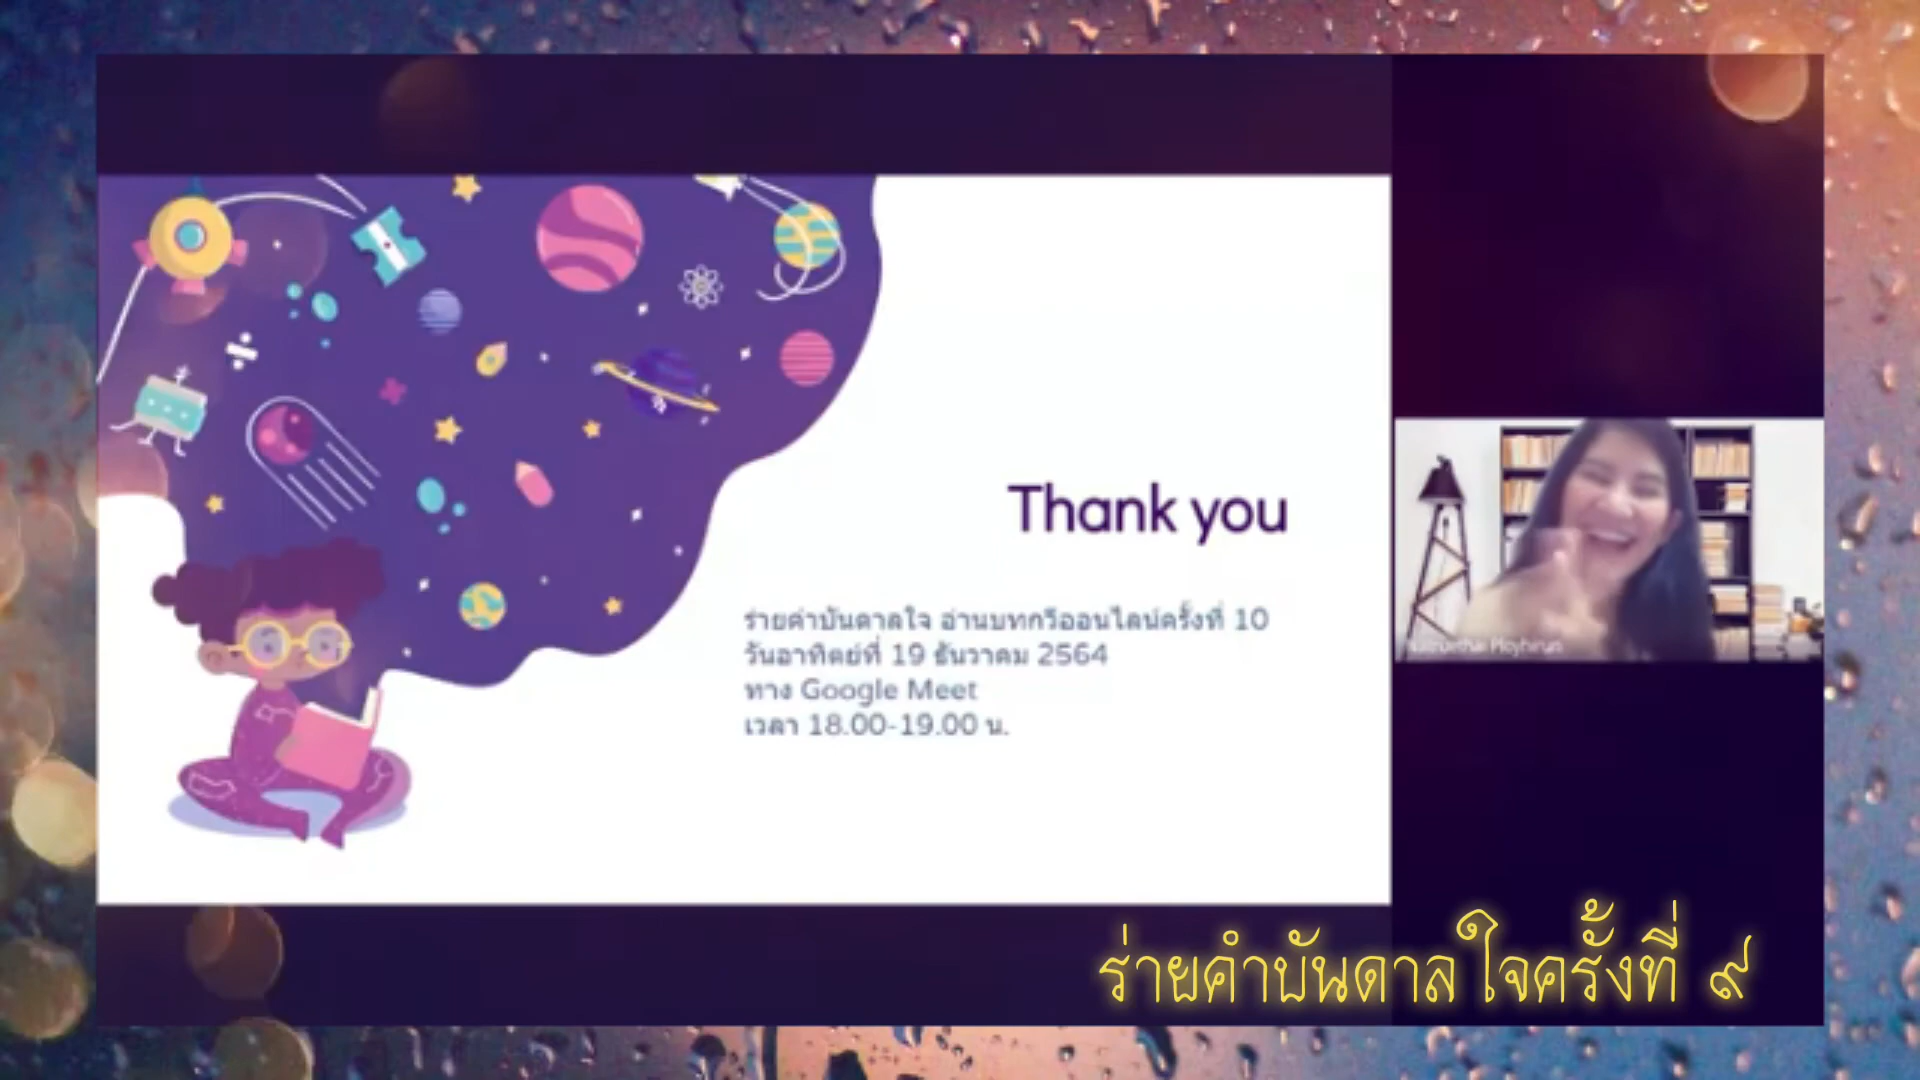 Thank you
ร่ายคำบันดาลใจ อ่านบทกวีออนไลน์ครั้งที่ 10
วันอาทิตย์ที่ 19 ธันวาคม 2564
ทาง Google Meet
เวลา 18.00-19.00 น.
ร่ายคำบันดาลใจครั้งที่ ๙